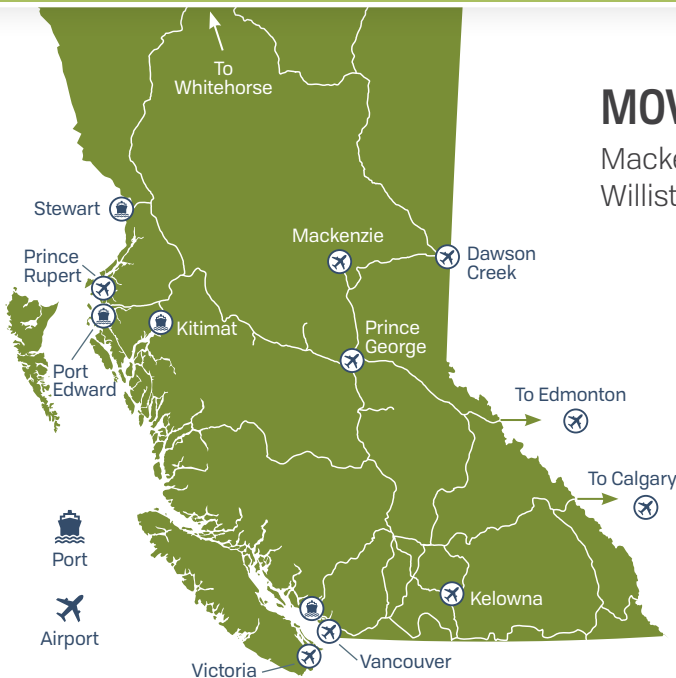 MOV
Macke
Willist
To
Whitehorse
Stewart
Mackenzie
Dawson
Creek
Prince
Rupert
Kitimat
Prince
George
Port
Edward
To Edmonton
To Calgary
Port
Airport
Kelowna
Victoria
Vancouver